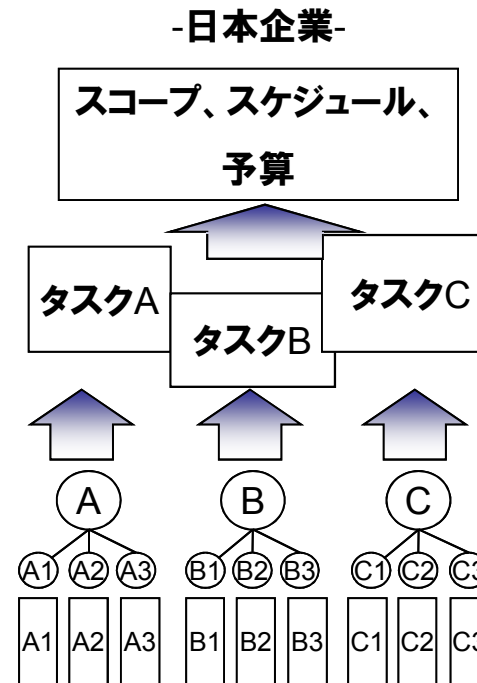 -日本企業-
スコープ、スケジュール、
予算
タスクA
タスクB
タスクC
A B C
A1 A2 A3 B1 B2 B3 C1 C2 C3
A1 A2 A3 B1 B2 B3 C1 C2 C3